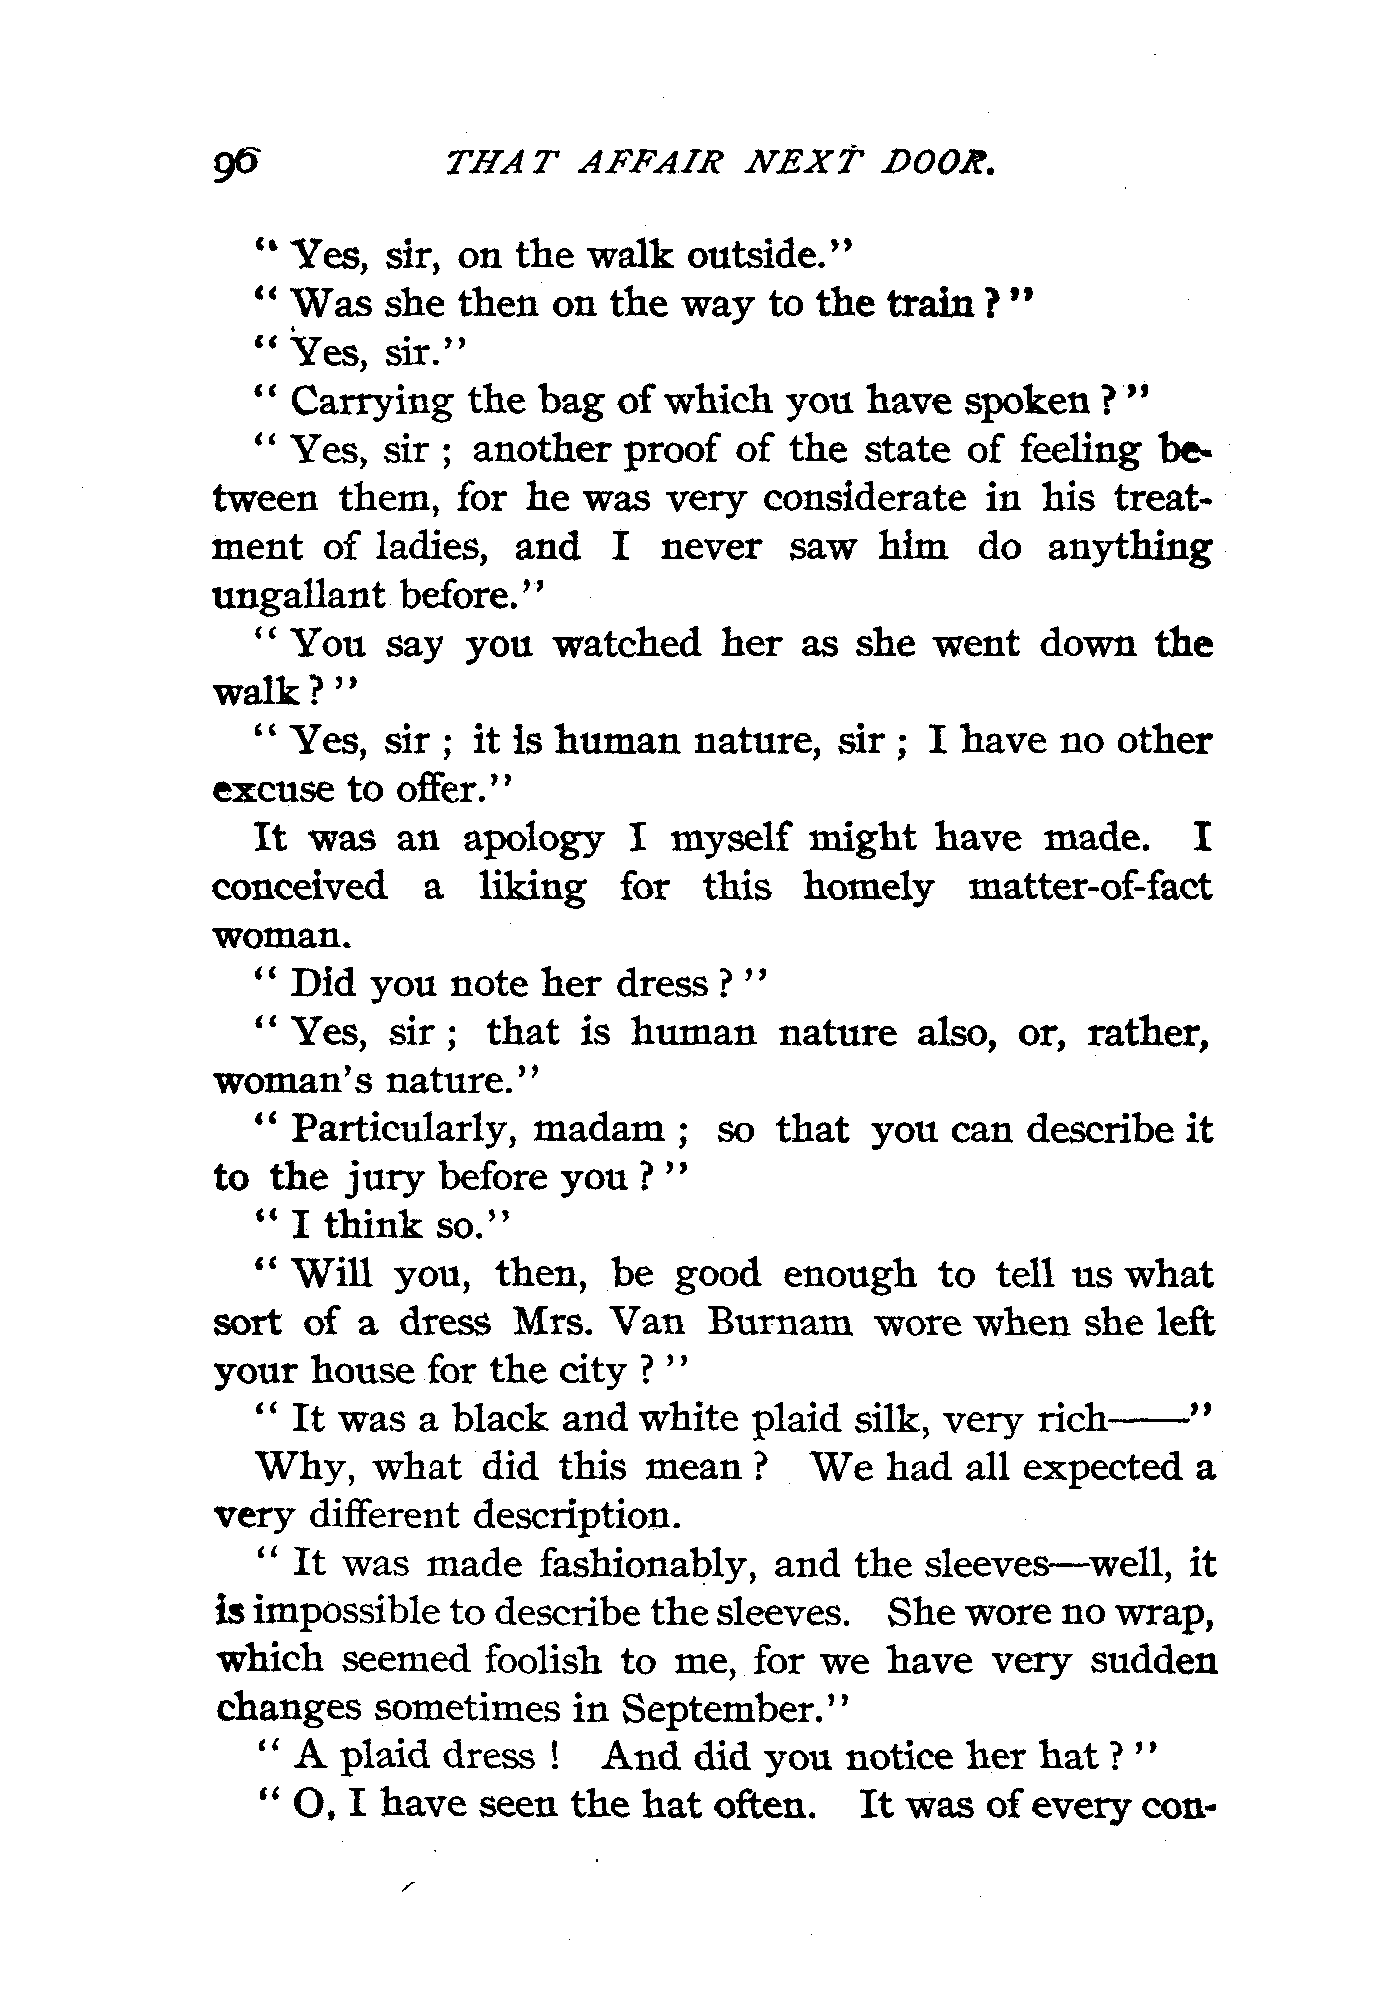 96 THAT AFFAIR NEXT DOOR.
"Yes, sir, on the walk outside."
"Was she then on the way to the train?"
"Yes, sir."
"Carrying the bag of which you have spoken?"
"Yes, sir; another proof of the state of feeling be-
tween them, for he was very considerate in his treat-
ment of ladies, and I never saw him do anything
ungallant before."
"You say you watched her as she went down the
walk?"
"Yes, sir; it is human nature, sir; I have no other
excuse to offer."
It was an apology I myself might have made. I
conceived a liking for this homely matter-of-fact
woman.
"Did you note her dress?"
"Yes, sir; that is human nature also, or, rather,
woman's nature."
"Particularly, madam; so that you can describe it
to the jury before you?"
"I think so."
"Will you, then, be good enough to tell us what
sort of a dress Mrs. Van Burnam wore when she left
your house for the city?"
"It was a black and white plaid silk, very rich——"
Why, what did this mean? We had all expected a
very different description.
"It was made fashionably, and the sleeves—well, it
is impossible to describe the sleeves. She wore no wrap,
which seemed foolish to me, for we have very sudden
changes sometimes in September."
"A plaid dress! And did you notice her hat?"
"O, I have seen the hat often. It was of every con-